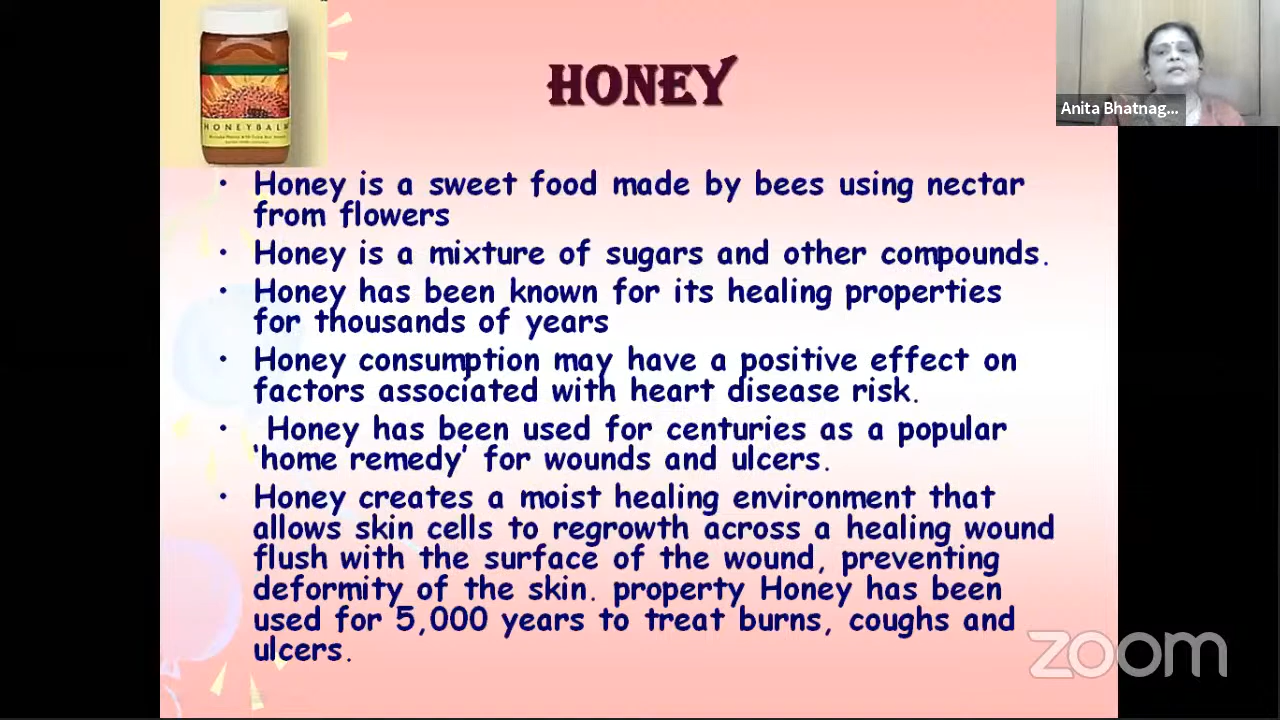 HONEY
HONEYBALM
Anita Bhatnag...
• Honey is a sweet food made by bees using nectar
from flowers
• Honey is a mixture of sugars and other compounds.
• Honey has been known for its healing properties
for thousands of years
• Honey consumption may have a positive effect on
factors associated with heart disease risk.
• Honey has been used for centuries as a popular
‘home remedy’ for wounds and ulcers.
• Honey creates a moist healing environment that
allows skin cells to regrowth across a healing wound
flush with the surface of the wound, preventing
deformity of the skin. property Honey has been
used for 5,000 years to treat burns, coughs and
ulcers.
zoom